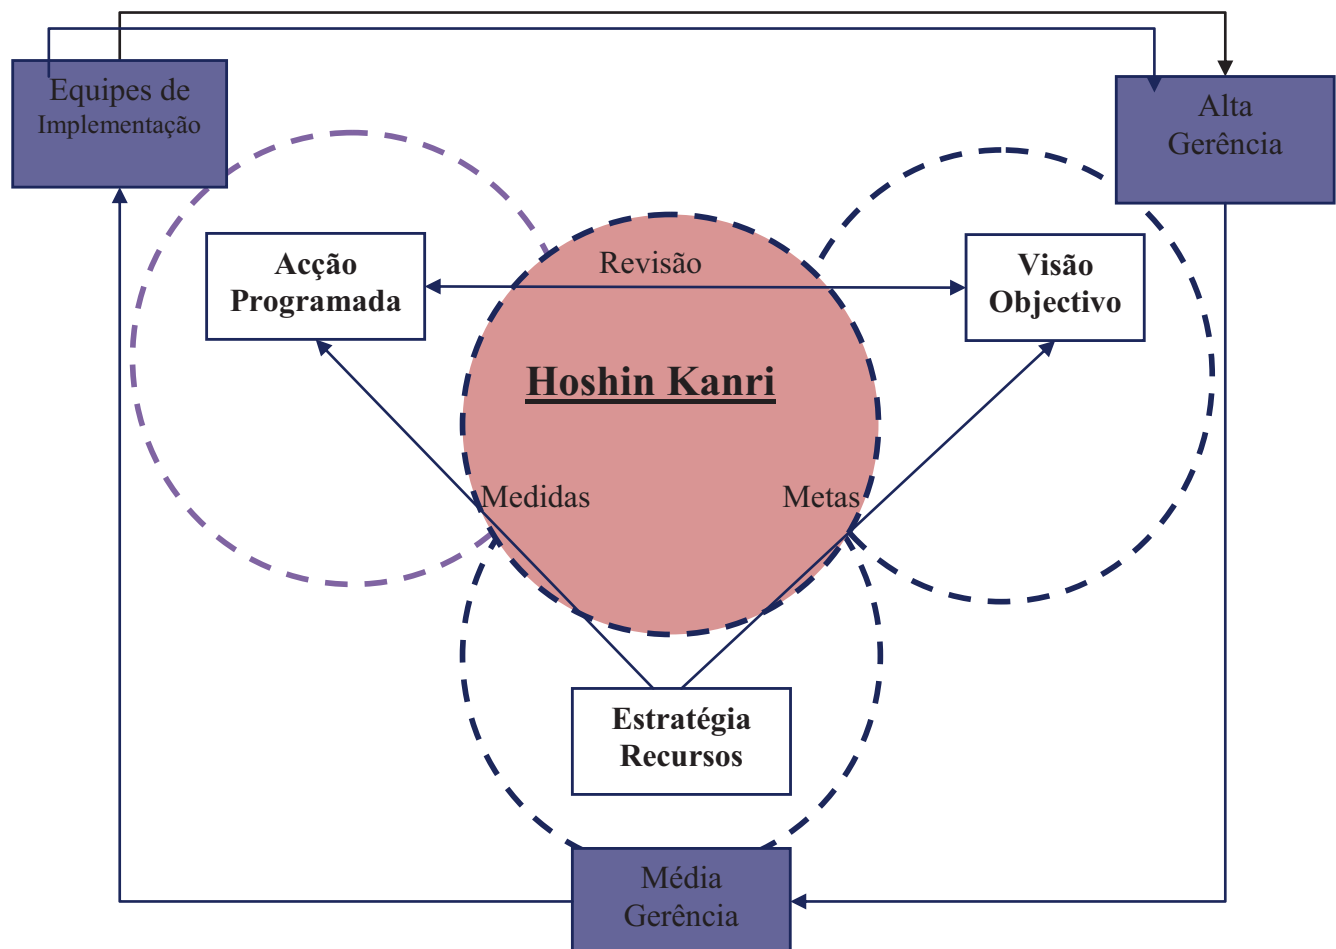 Equipes de
Implementação
Alta
Gerência
Acção
Programada
Revisão
Visão
Objectivo
Hoshin Kanri
Medidas
Metas
Estratégia
Recursos
Média
Gerência